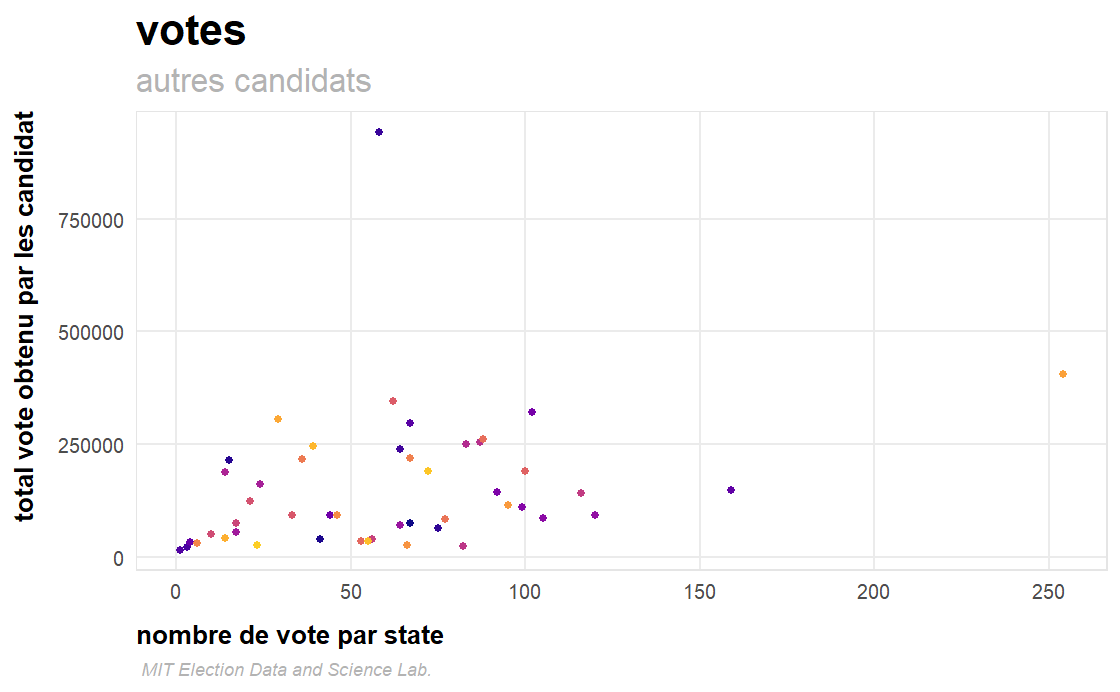 votes
autres candidats
total vote obtenu par les candidat
750000
500000
250000
0
0 50 100 150 200 250
nombre de vote par state
MIT Election Data and Science Lab.